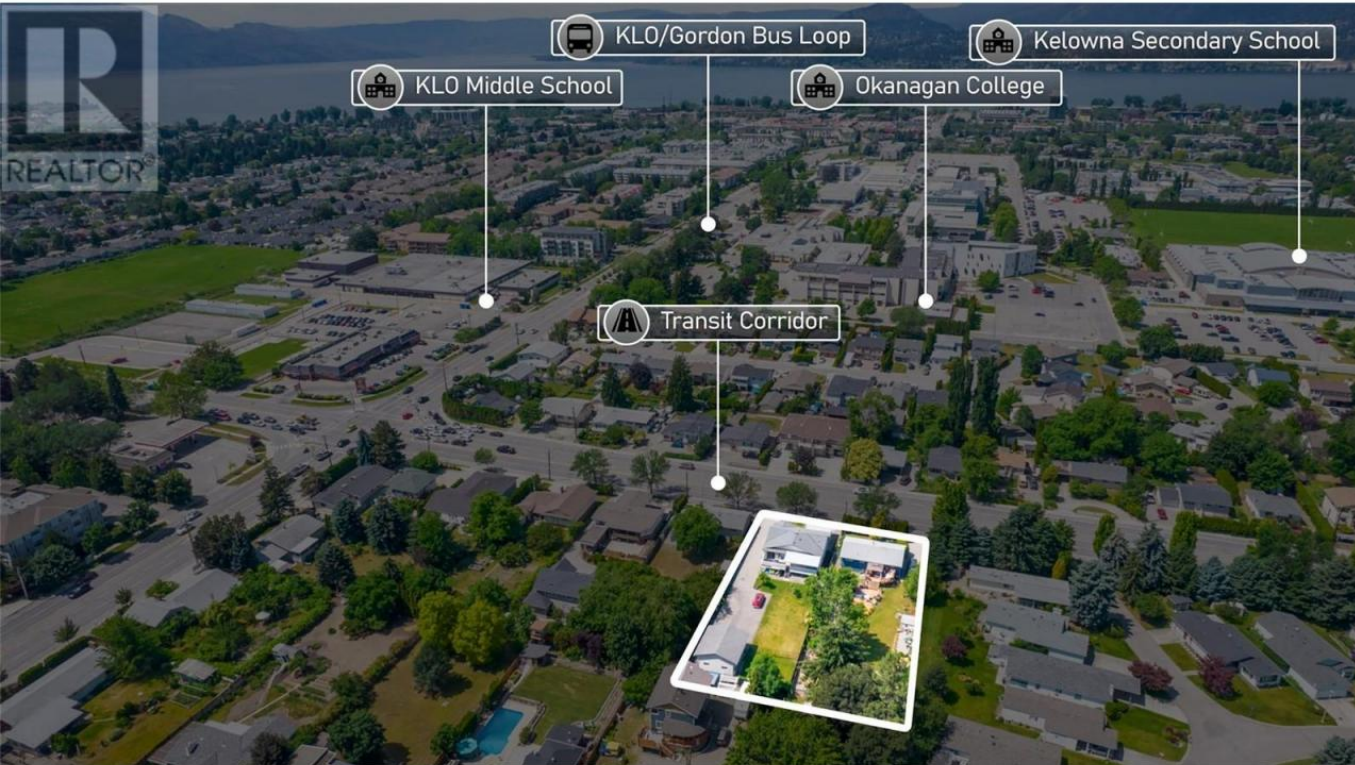 KLO/Gordon Bus Loop
Kelowna Secondary School
KLO Middle School
Okanagan College
R
REALTOR®
Transit Corridor